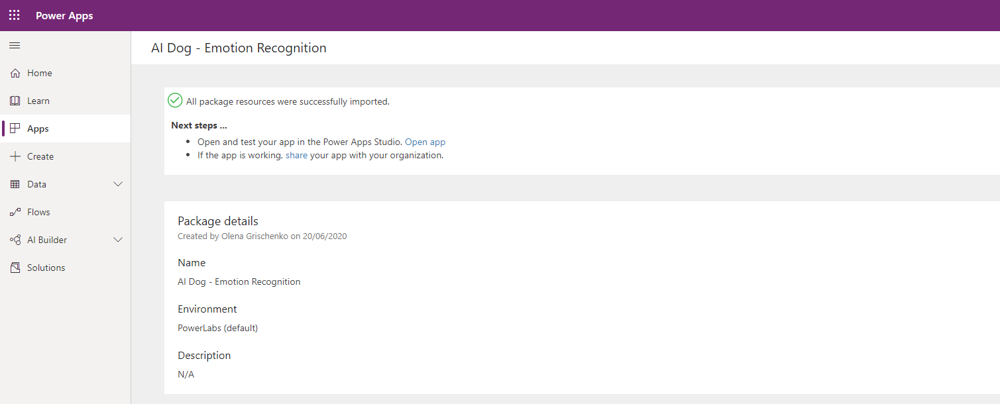 Power Apps
Home
Learn
Apps
Create
Data
Flows
AI Builder
Solutions
AI Dog - Emotion Recognition
All package resources were successfully imported.
Next steps ...
Open and test your app in the Power Apps Studio. Open app
If the app is working, share your app with your organization.
Package details
Created by Olena Grischenko on 20/06/2020
Name
AI Dog - Emotion Recognition
Environment
PowerLabs (default)
Description
N/A